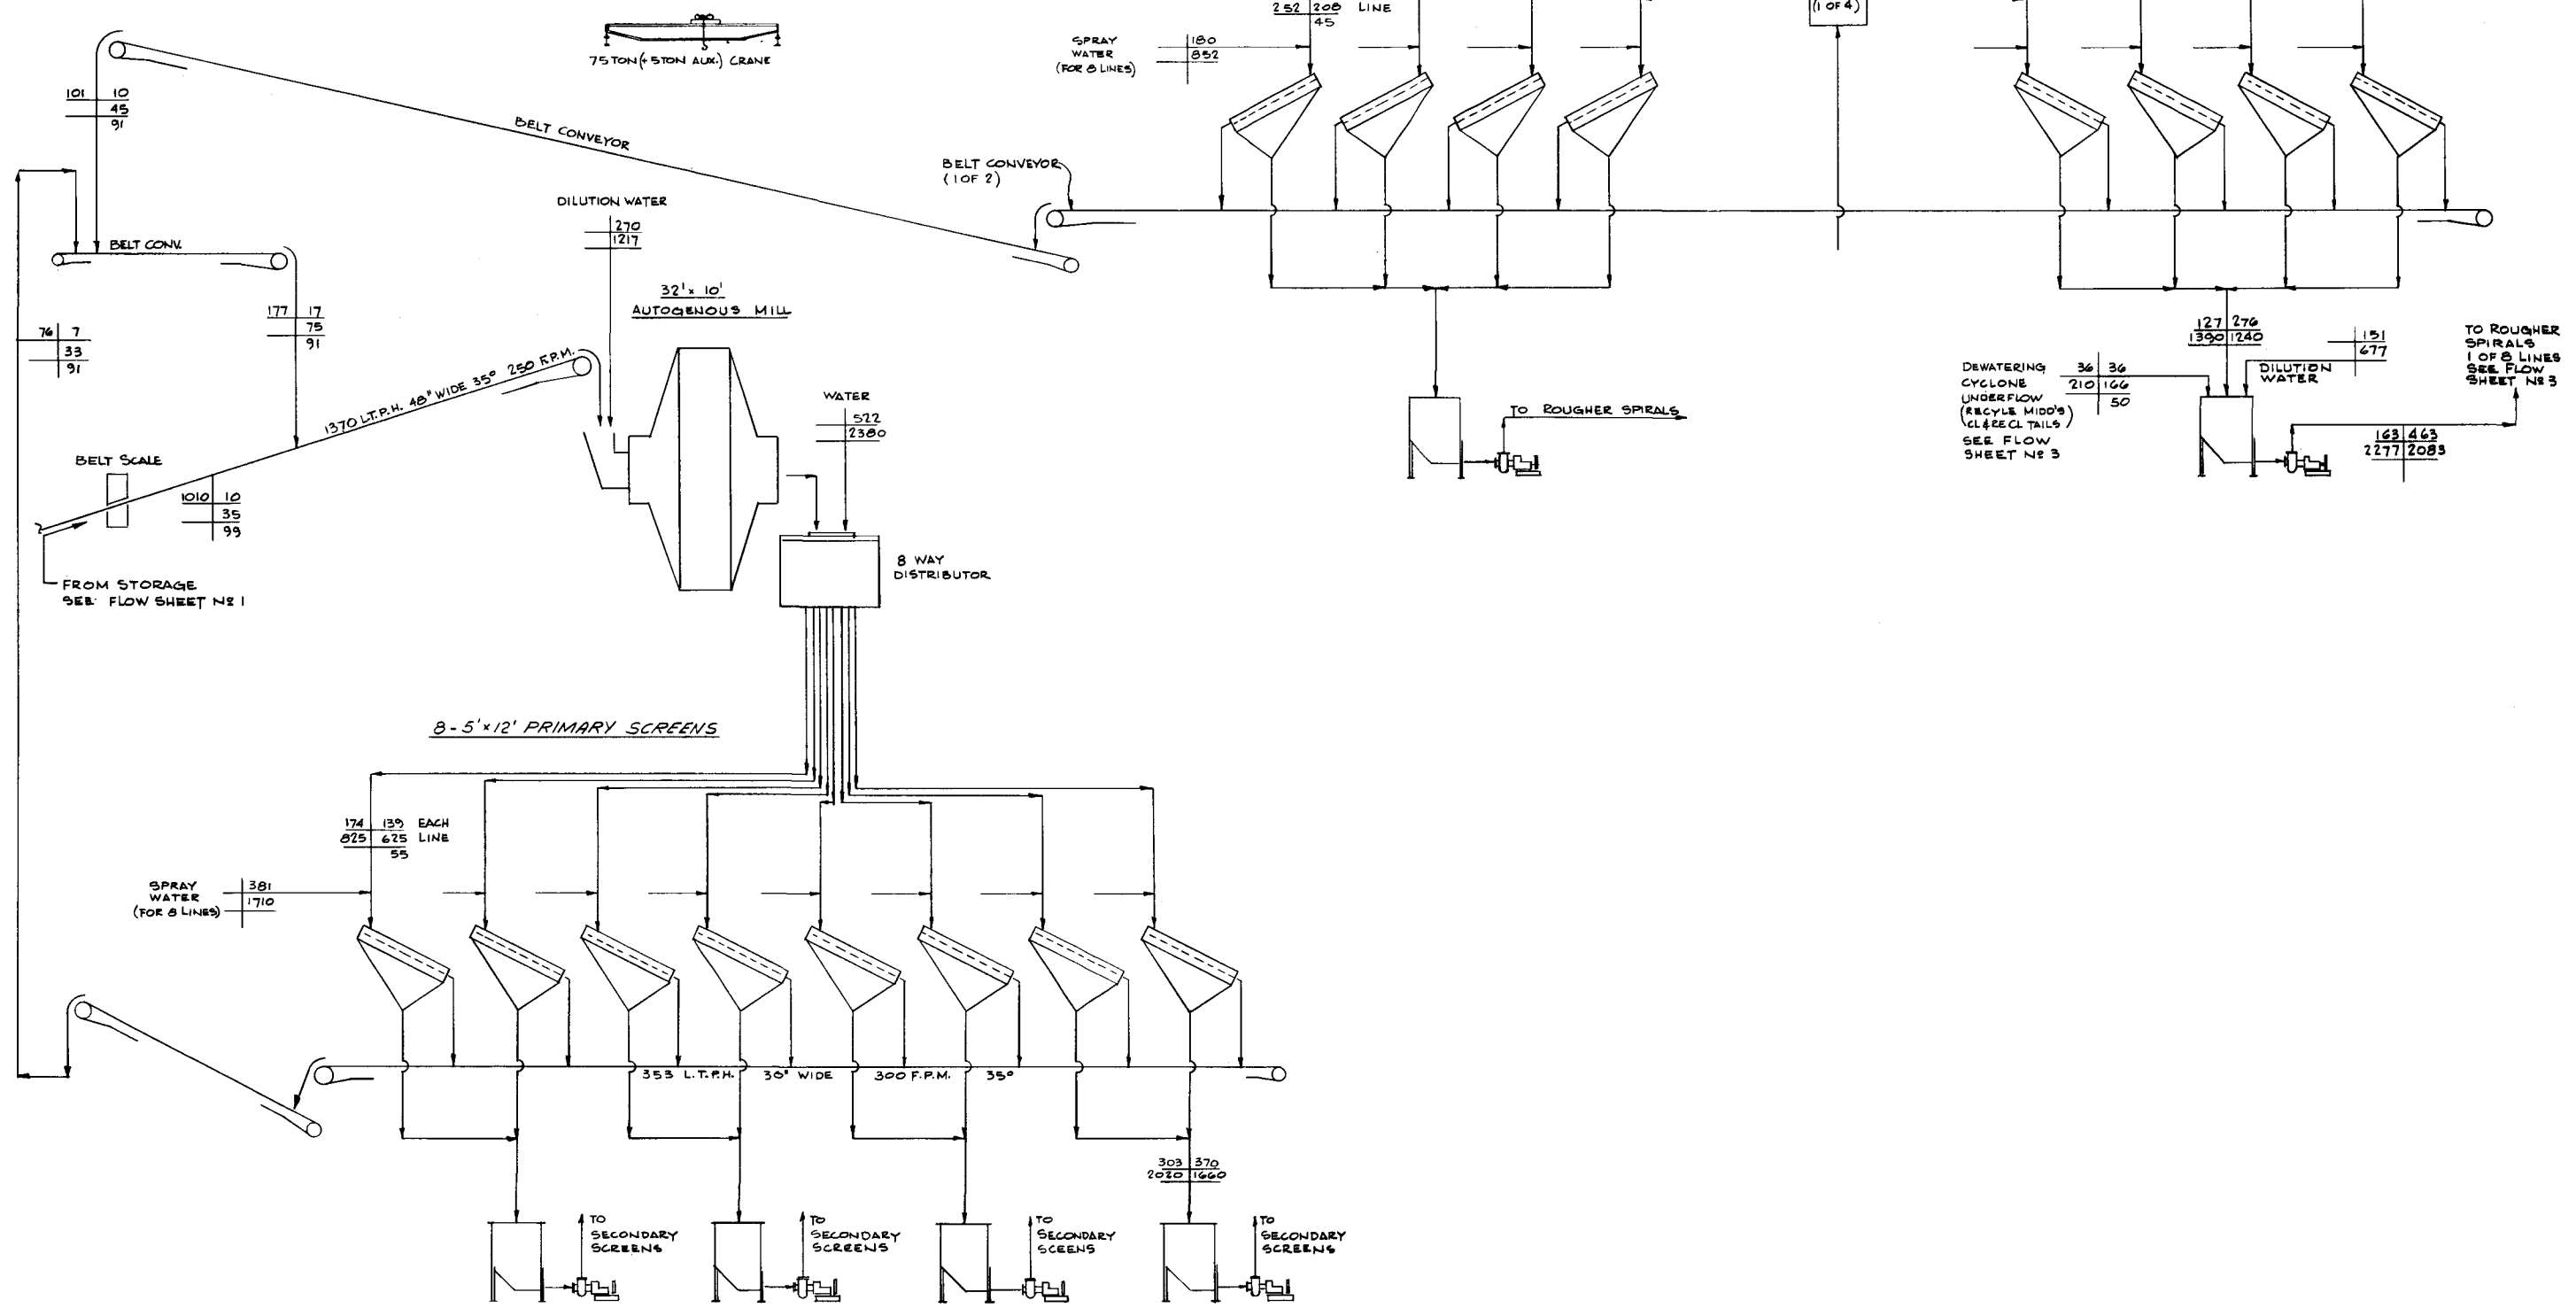 252 208 LINE
45
(1 OF 4)
75 TON (+ 5 TON AUX.) CRANE
SPRAY
WATER
(FOR 8 LINES)
180
852
101 10
45
91
BELT CONVEYOR
BELT CONVEYOR
(1 OF 2)
DILUTION WATER
270
1217
BELT CONV.
32' x 10'
AUTOGENOUS MILL
177 17
75
91
76 7
33
91
1370 L.T.P.H. 48" WIDE 35° 250 F.P.M.
WATER
522
2380
BELT SCALE
1010 10
35
99
FROM STORAGE
SEE FLOW SHEET Nº 1
8 WAY
DISTRIBUTOR
TO ROUGHER SPIRALS
127 276
1390 1240
151
677
DILUTION
WATER
TO ROUGHER
SPIRALS
1 OF 8 LINES
SEE FLOW
SHEET Nº 3
DEWATERING
CYCLONE
UNDERFLOW
(RECYLE MIDD'S)
(CL & RECL TAILS)
SEE FLOW
SHEET Nº 3
36 36
210 166
50
163 463
2277 2083
8 - 5' x 12' PRIMARY SCREENS
174 139 EACH
825 625 LINE
55
SPRAY
WATER
(FOR 8 LINES)
381
1710
353 L.T.P.H. 36" WIDE 300 F.P.M. 35°
303 370
2020 1660
TO
SECONDARY
SCREENS
TO
SECONDARY
SCREENS
TO
SECONDARY
SCEENS
TO
SECONDARY
SCREENS